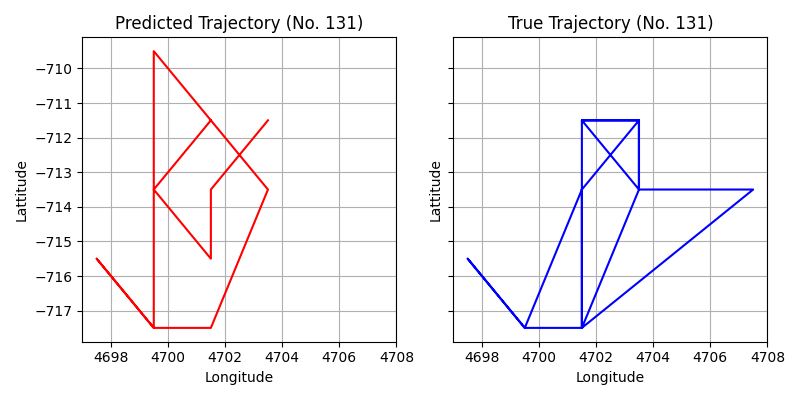 Predicted Trajectory (No. 131)
True Trajectory (No. 131)
−710
−711
−712
−713
−714
−715
−716
−717
Lattitude
Lattitude
4698 4700 4702 4704 4706 4708
4698 4700 4702 4704 4706 4708
Longitude
Longitude